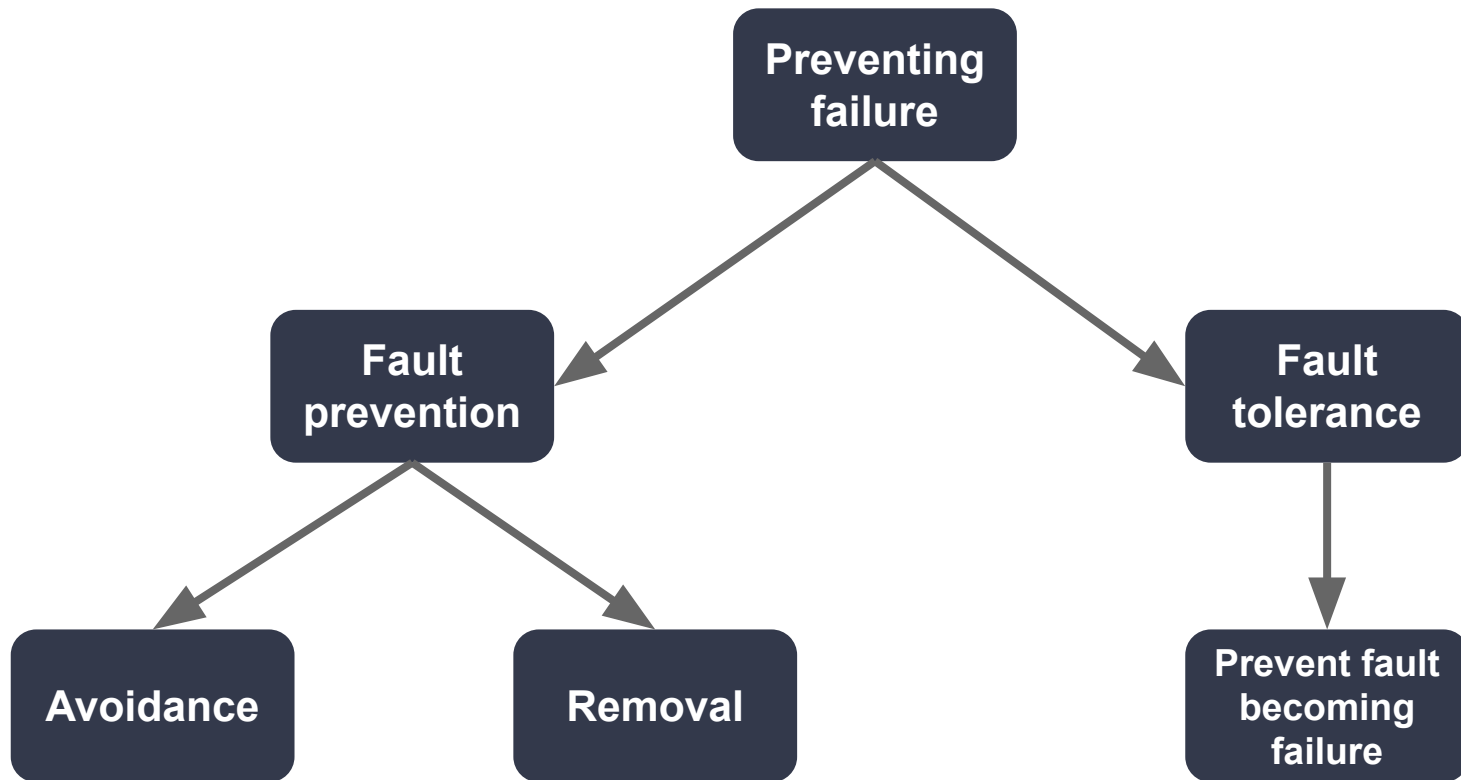 Preventing
failure
Fault
prevention
Fault
tolerance
Avoidance
Removal
Prevent fault
becoming
failure